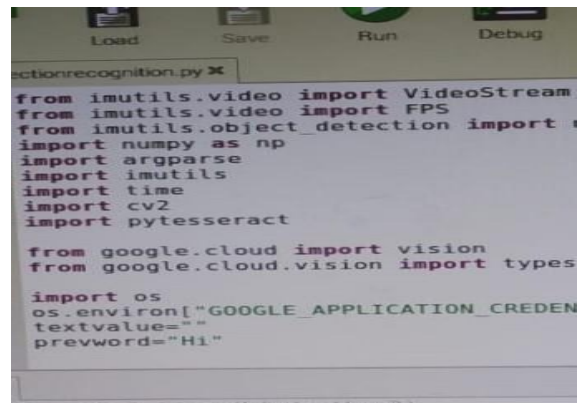 Load Save Run Debug
ectionrecognition.py ✖
from imutils.video import VideoStream
from imutils.video import FPS
from imutils.object_detection import
import numpy as np
import argparse
import imutils
import time
import cv2
import pytesseract
from google.cloud import vision
from google.cloud.vision import types
import os
os.environ["GOOGLE_APPLICATION_CREDEN
textvalue=""
prevword="Hi"